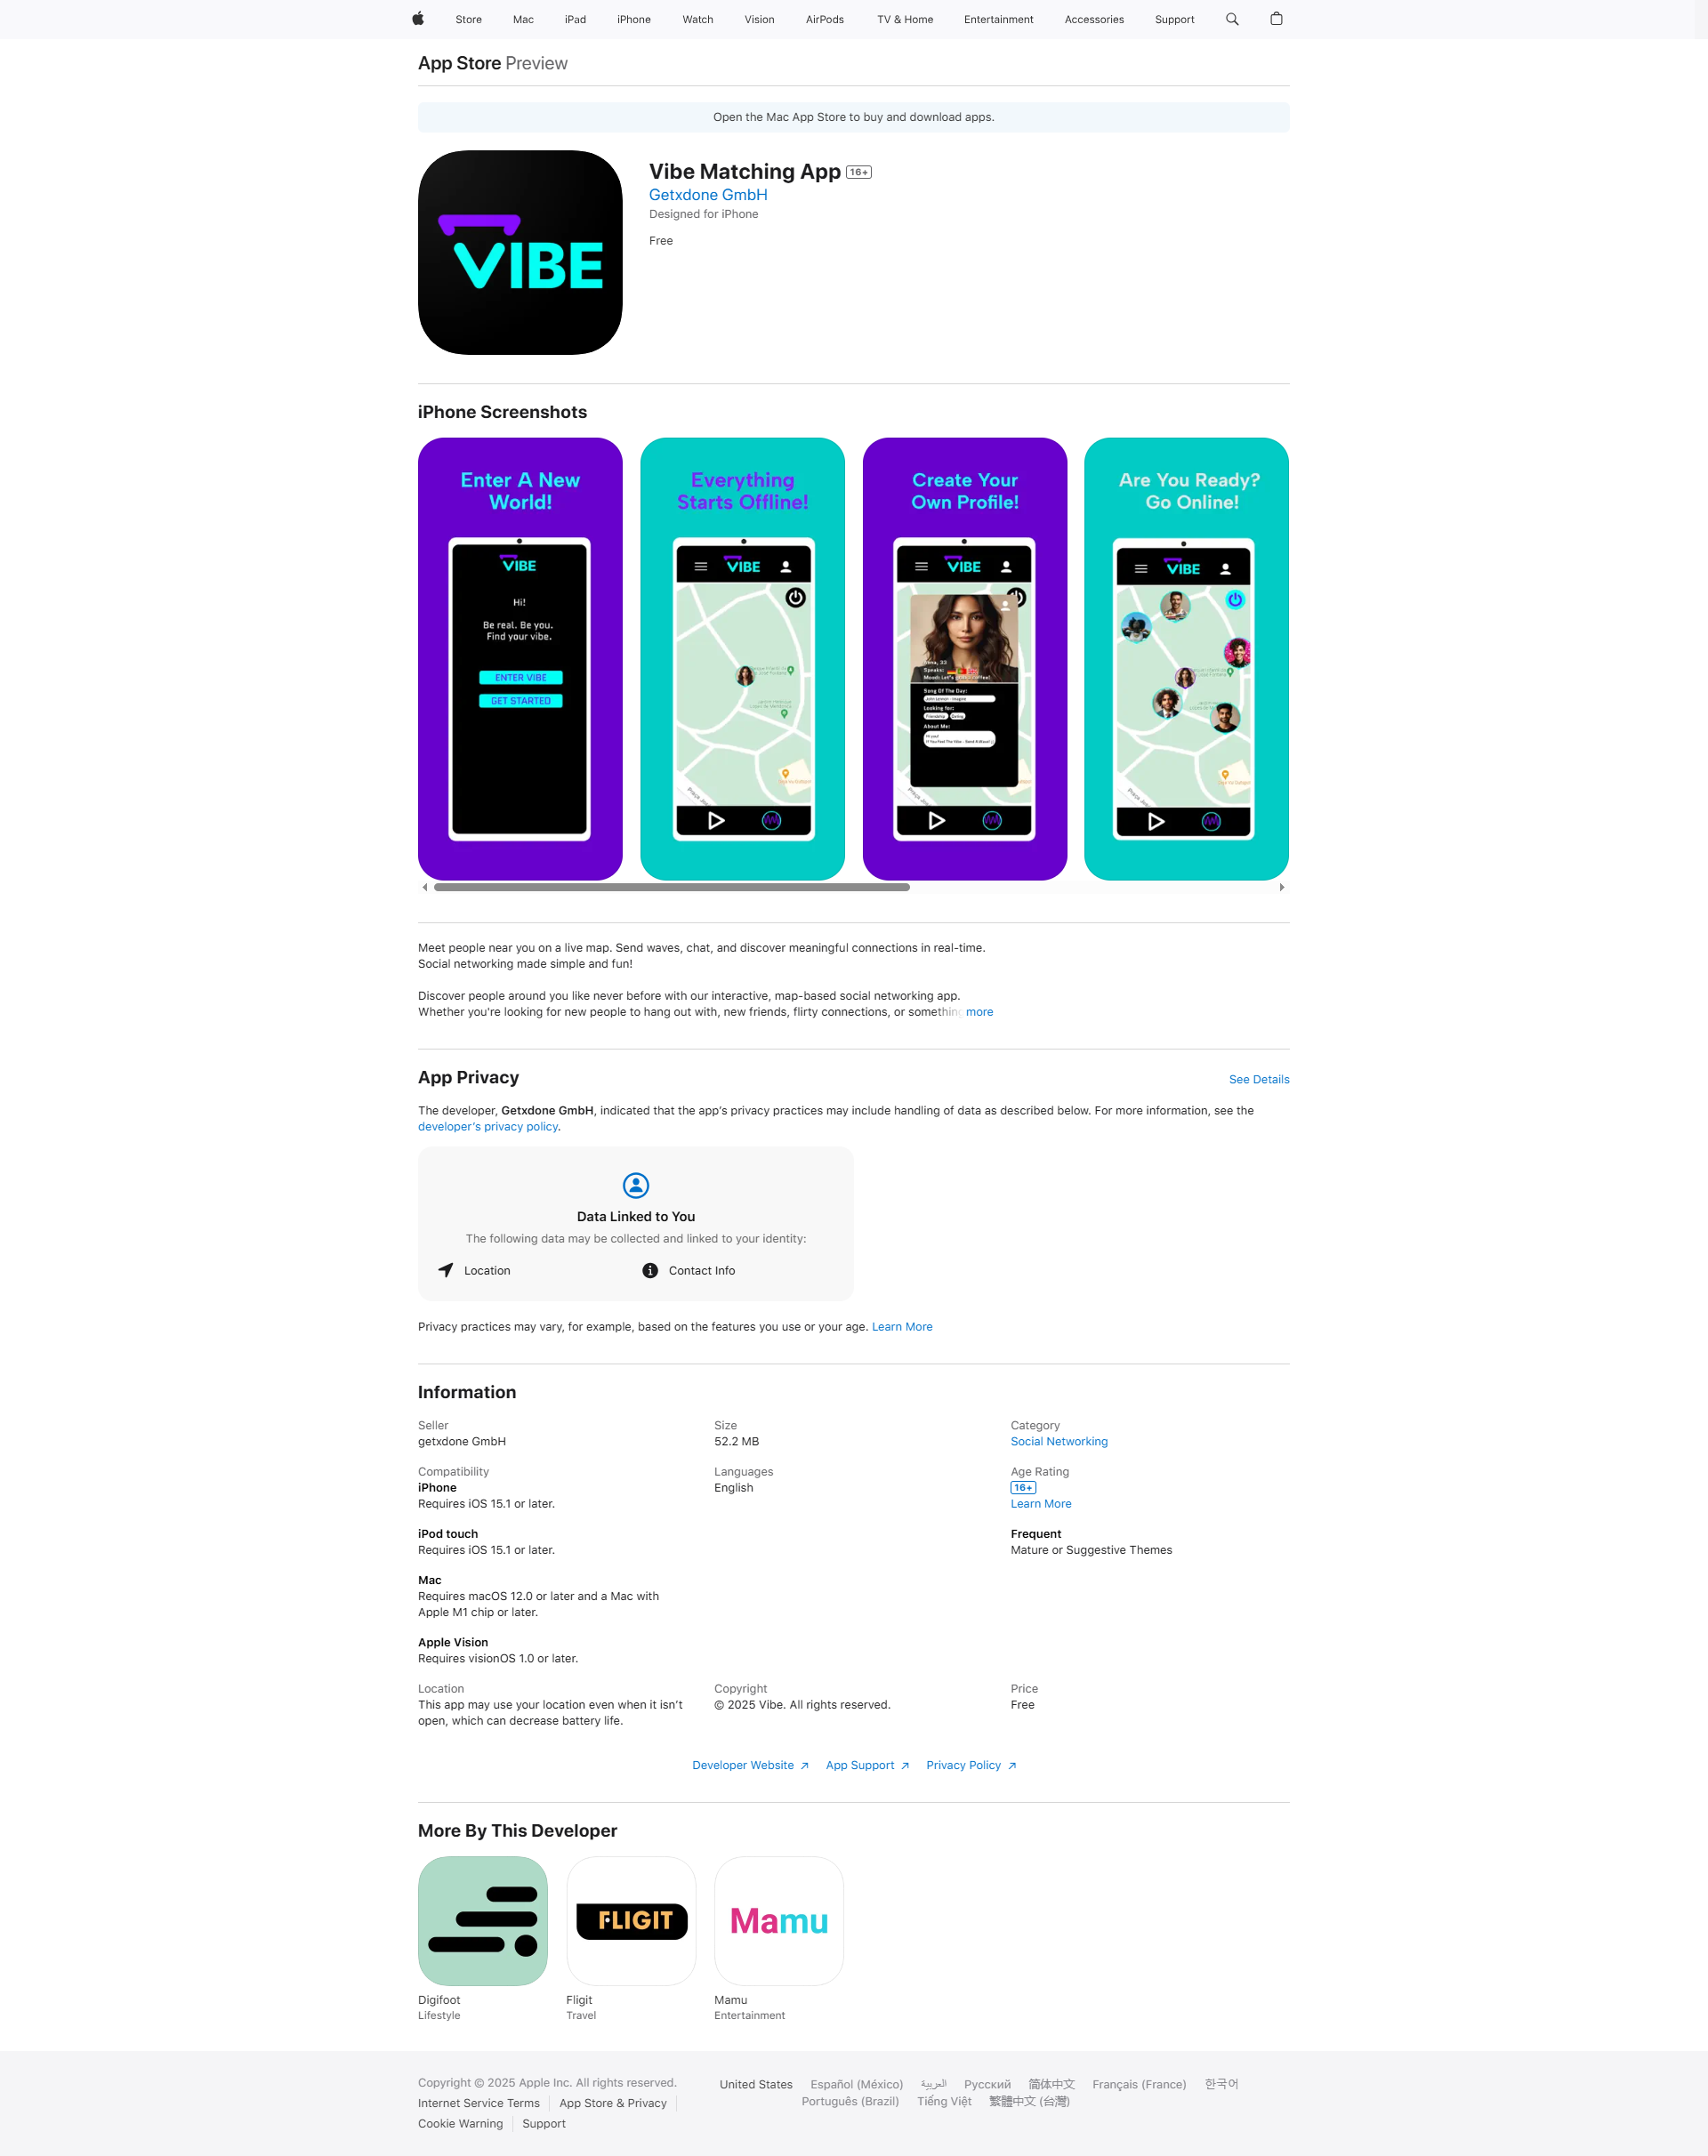 Store
Mac
iPad
iPhone
Watch
Vision
AirPods
TV & Home
Entertainment
Accessories
Support
App Store Preview
Open the Mac App Store to buy and download apps.
VIBE
Vibe Matching App 16+
Getxdone GmbH
Designed for iPhone
Free
iPhone Screenshots
Enter A New
World!
VIBE
Hi!
Be real. Be you.
Find your vibe.
ENTER VIBE
GET STARTED
Everything
Starts Offline!
VIBE
Create Your
Own Profile!
VIBE
Speaks:
Song Of The Day:
Looking for:
About Me:
Are You Ready?
Go Online!
VIBE
Meet people near you on a live map. Send waves, chat, and discover meaningful connections in real-time.
Social networking made simple and fun!
Discover people around you like never before with our interactive, map-based social networking app.
Whether you're looking for new people to hang out with, new friends, flirty connections, or something more
App Privacy
See Details
The developer, Getxdone GmbH, indicated that the app’s privacy practices may include handling of data as described below. For more information, see the
developer’s privacy policy.
Data Linked to You
The following data may be collected and linked to your identity:
Location
Contact Info
Privacy practices may vary, for example, based on the features you use or your age. Learn More
Information
Seller
getxdone GmbH
Size
52.2 MB
Category
Social Networking
Compatibility
iPhone
Requires iOS 15.1 or later.
iPod touch
Requires iOS 15.1 or later.
Mac
Requires macOS 12.0 or later and a Mac with
Apple M1 chip or later.
Apple Vision
Requires visionOS 1.0 or later.
Languages
English
Age Rating
16+
Learn More
Frequent
Mature or Suggestive Themes
Location
This app may use your location even when it isn’t
open, which can decrease battery life.
Copyright
© 2025 Vibe. All rights reserved.
Price
Free
Developer Website
App Support
Privacy Policy
More By This Developer
FLIGIT
Mamu
Digifoot
Lifestyle
Fligit
Travel
Mamu
Entertainment
Copyright © 2025 Apple Inc. All rights reserved.
Internet Service Terms
App Store & Privacy
Cookie Warning
Support
United States
Español (México)
العربية
Русский
简体中文
Français (France)
한국어
Português (Brazil)
Tiếng Việt
繁體中文 (台灣)